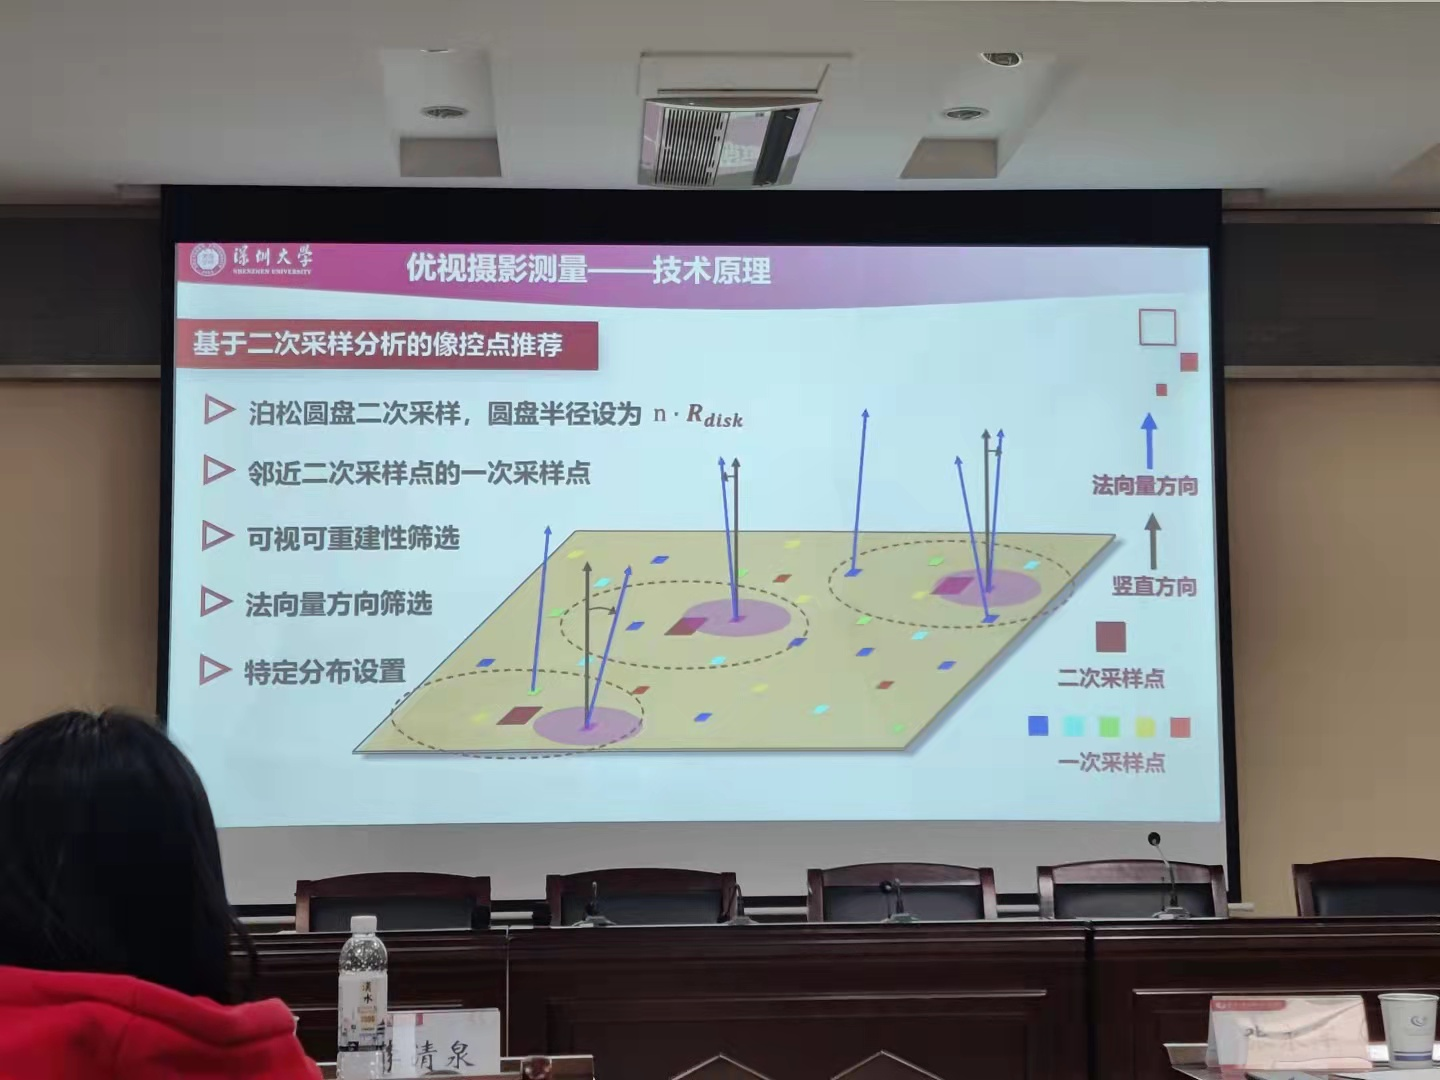 深圳大学
SHENZHEN UNIVERSITY
优视摄影测量——技术原理
基于二次采样分析的像控点推荐
泊松圆盘二次采样，圆盘半径设为 n · R_disk
邻近二次采样点的一次采样点
可视可重建性筛选
法向量方向筛选
特定分布设置
法向量方向
竖直方向
二次采样点
一次采样点
清泉